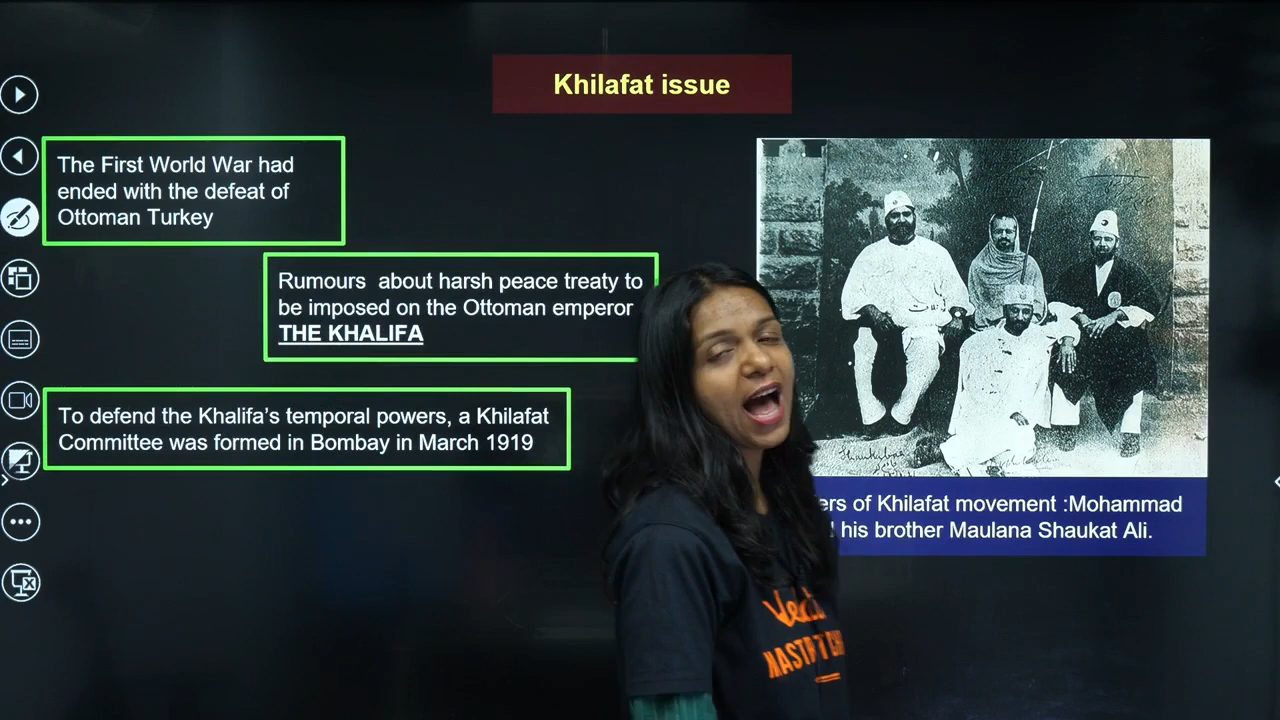 Khilafat issue
The First World War had
ended with the defeat of
Ottoman Turkey
Rumours about harsh peace treaty to
be imposed on the Ottoman emperor
THE KHALIFA
To defend the Khalifa's temporal powers, a Khilafat
Committee was formed in Bombay in March 1919
ers of Khilafat movement :Mohammad
his brother Maulana Shaukat Ali.